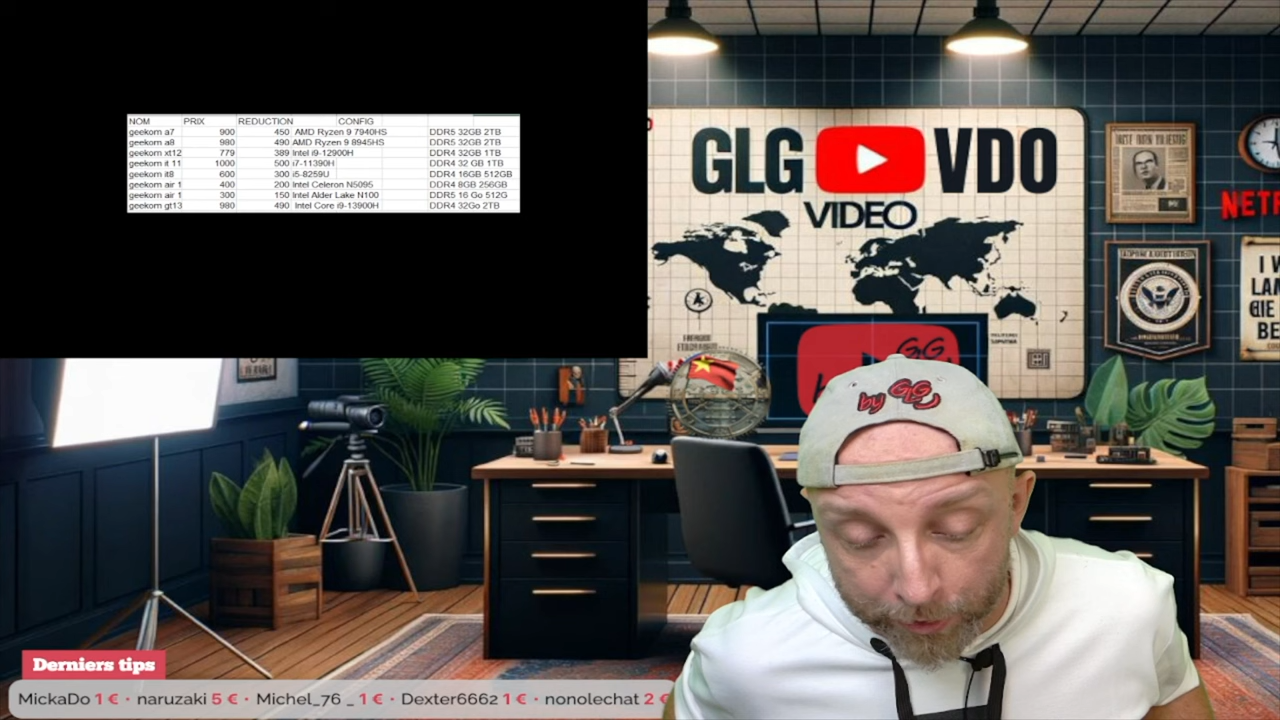 NOM PRIX REDUCTION CONFIG
geekom a7 900 450 AMD Ryzen 9 7940HS DDR5 32GB 2TB
geekom a8 980 490 AMD Ryzen 9 8945HS DDR5 32GB 2TB
geekom xt12 779 389 Intel i9-12900H DDR4 32GB 1TB
geekom it 11 1000 500 i7-11390H DDR4 32 GB 1TB
geekom it8 600 300 i5-8259U DDR4 16GB 512GB
geekom air 1 400 200 Intel Celeron N5095 DDR4 8GB 256GB
geekom air 1 300 150 Intel Alder Lake N100 DDR5 16 Go 512G
geekom gt13 980 490 Intel Core i9-13900H DDR4 32Go 2TB
GLG VDO
VIDEO
NETF
I W
LAM
GIE
BE
GG
by GLG
Derniers tips
MickaDo 1 € • naruzaki 5 € • Michel_76 _ 1 € • Dexter6662 1 € • nonolechat 2 €